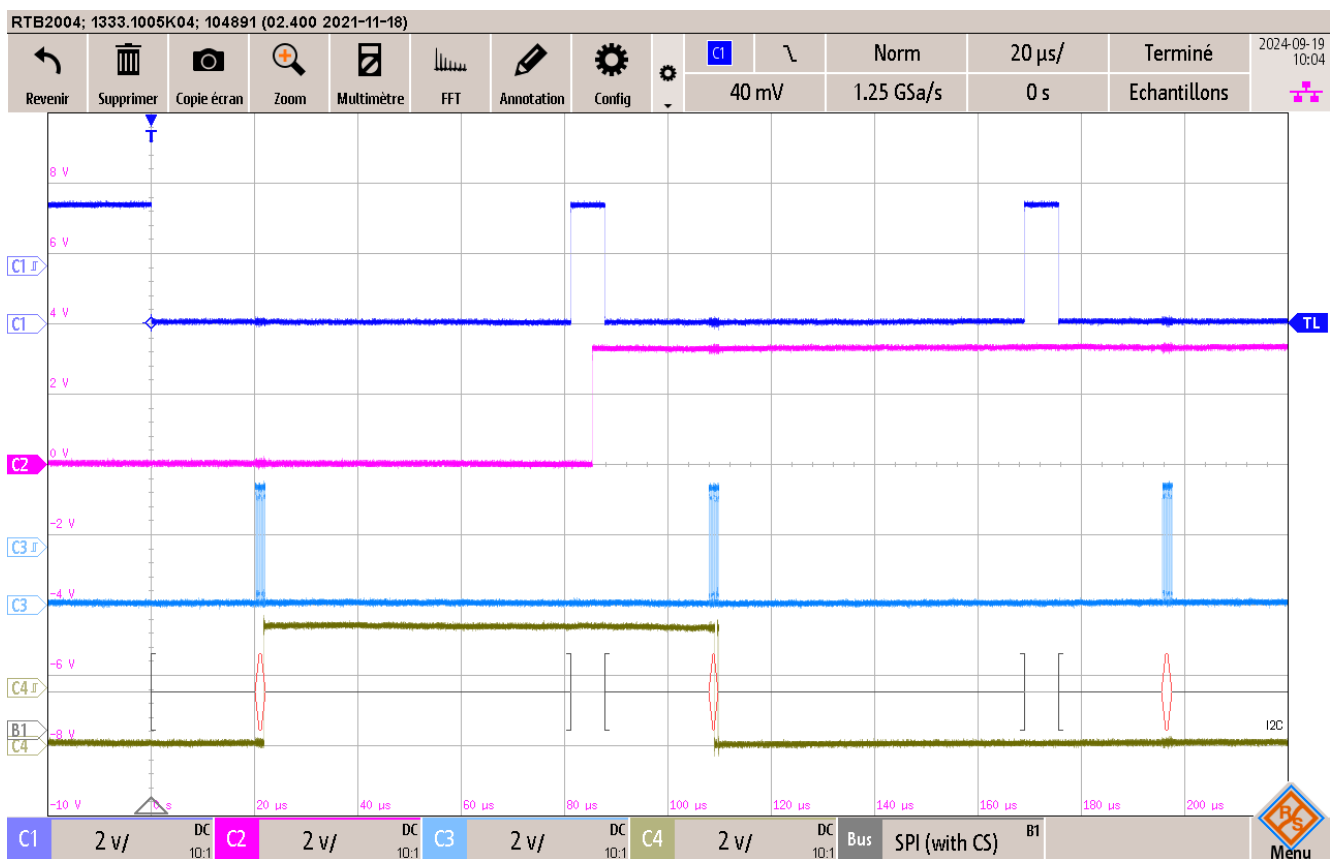 RTB2004; 1333.1005K04; 104891 (02.400 2021-11-18)
Revenir Supprimer Copie écran Zoom Multimètre FFT Annotation Config
C1 Norm 20 µs/ Terminé
40 mV 1.25 GSa/s 0 s Echantillons
2024-09-19
10:04
T
8 V
6 V
C1
4 V
C1
TL
2 V
0 V
C2
-2 V
C3
-4 V
C3
-6 V
C4
B1
-8 V
C4
I2C
-10 V 0 s 20 µs 40 µs 60 µs 80 µs 100 µs 120 µs 140 µs 160 µs 180 µs 200 µs
C1 2 v/ DC 10:1 C2 2 v/ DC 10:1 C3 2 v/ DC 10:1 C4 2 v/ DC 10:1 Bus SPI (with CS) B1
R&S
Menu